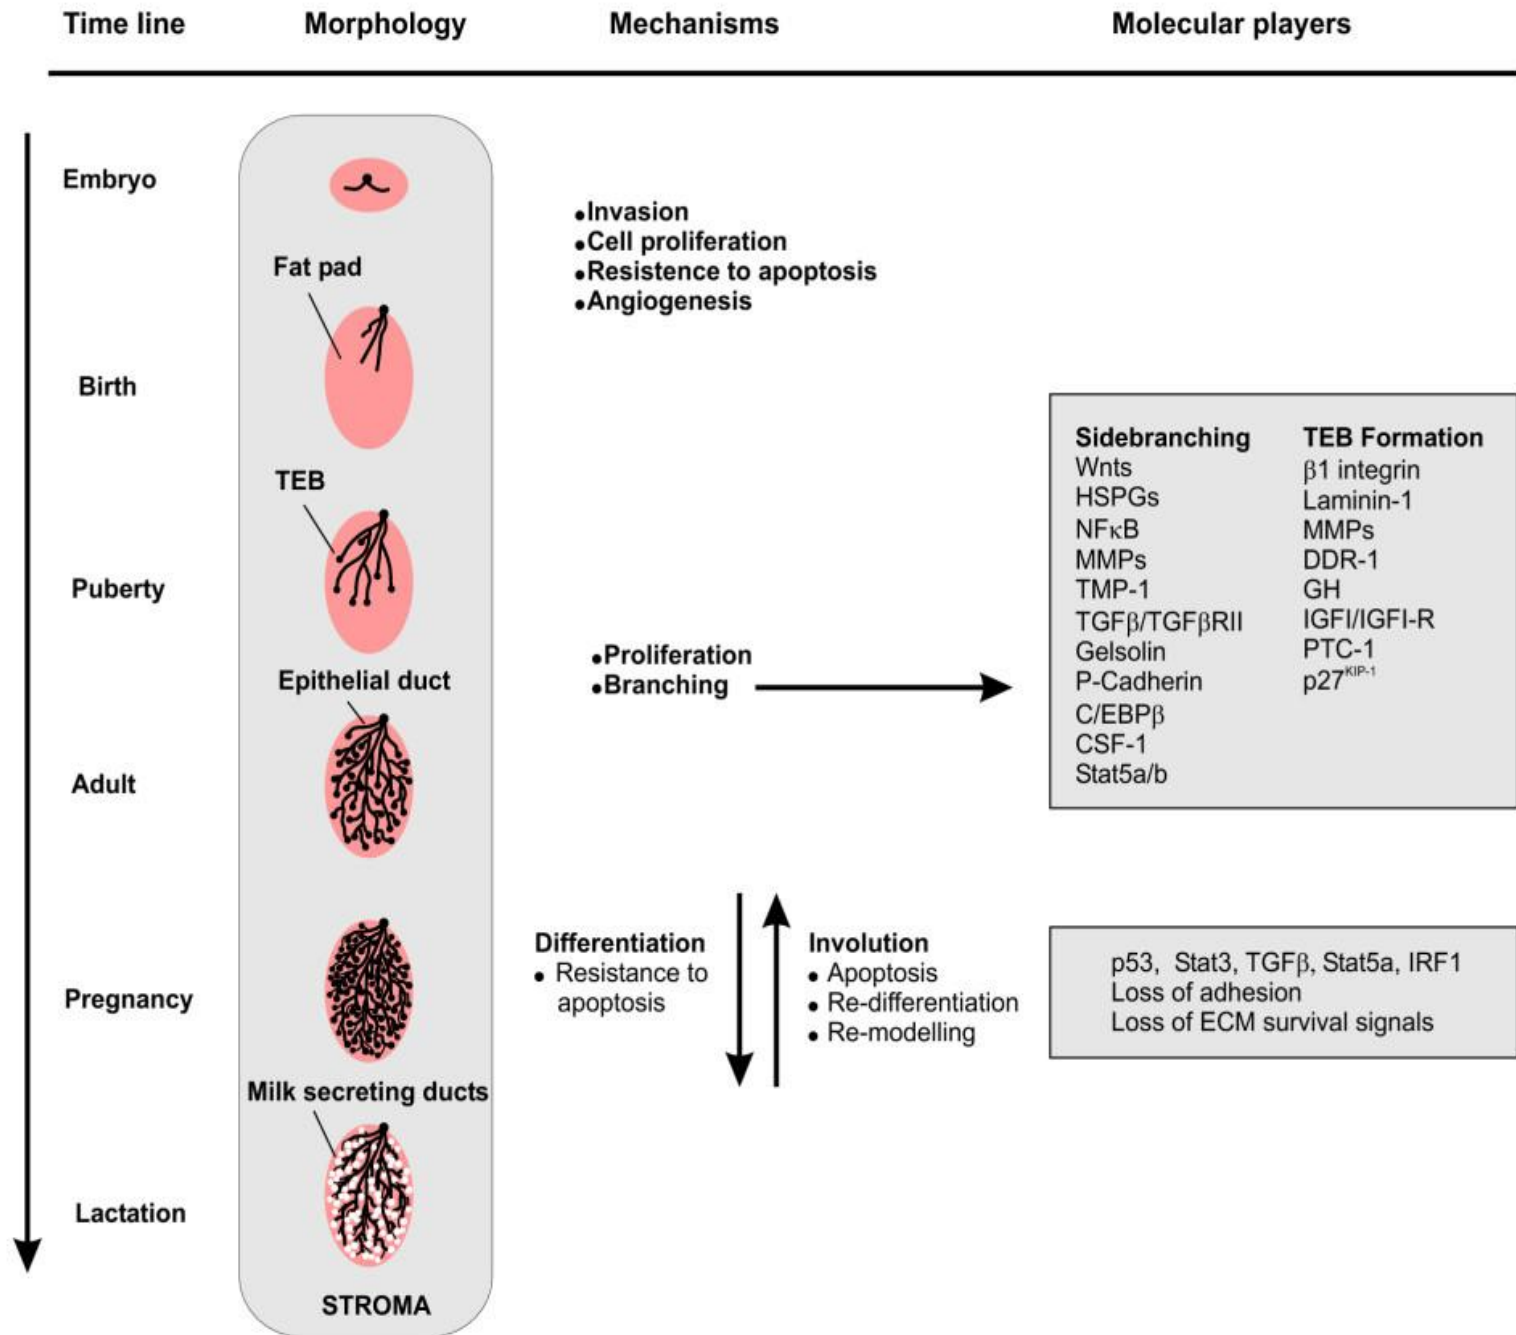 Time line Morphology Mechanisms Molecular players
Embryo
•Invasion
•Cell proliferation
•Resistence to apoptosis
•Angiogenesis
Fat pad
Birth
TEB
Puberty
Sidebranching
Wnts
HSPGs
NFκB
MMPs
TMP-1
TGFβ/TGFβRII
Gelsolin
P-Cadherin
C/EBPβ
CSF-1
Stat5a/b
TEB Formation
β1 integrin
Laminin-1
MMPs
DDR-1
GH
IGFI/IGFI-R
PTC-1
p27KIP-1
•Proliferation
•Branching
Epithelial duct
Adult
Pregnancy
Differentiation
• Resistance to
apoptosis
Involution
• Apoptosis
• Re-differentiation
• Re-modelling
p53, Stat3, TGFβ, Stat5a, IRF1
Loss of adhesion
Loss of ECM survival signals
Milk secreting ducts
Lactation
STROMA